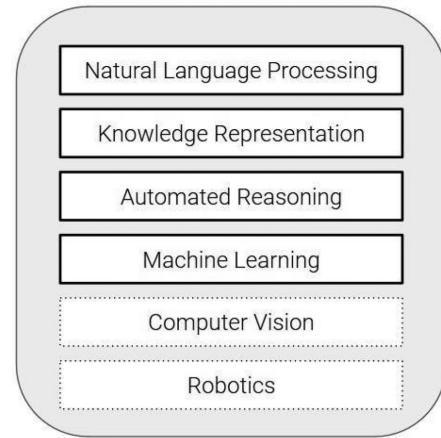 Natural Language Processing
Knowledge Representation
Automated Reasoning
Machine Learning
Computer Vision
Robotics